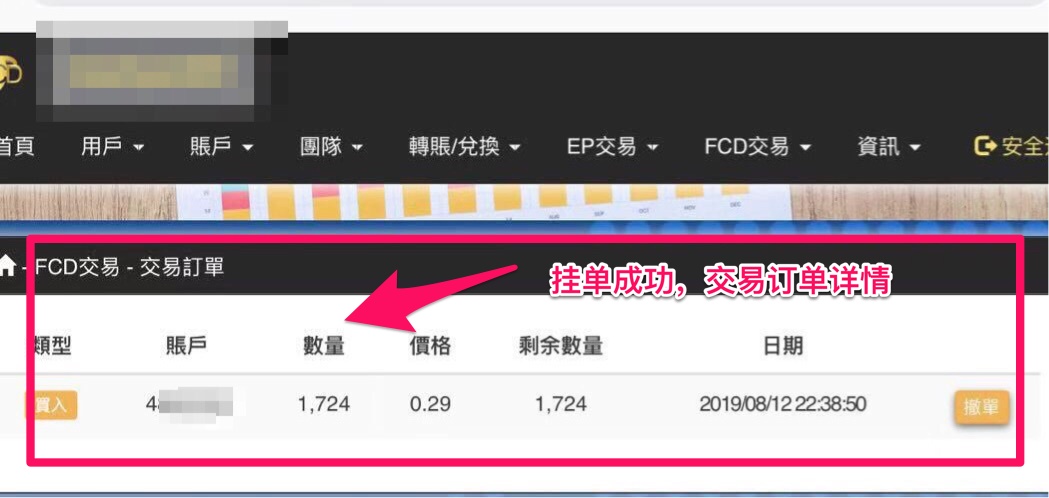 首頁 用戶 賬戶 團隊 轉賬/兌換 EP交易 FCD交易 資訊 安全
- FCD交易 - 交易訂單
挂单成功，交易订单详情
類型 賬戶 數量 價格 剩余數量 日期
買入 48 1,724 0.29 1,724 2019/08/12 22:38:50 撤單